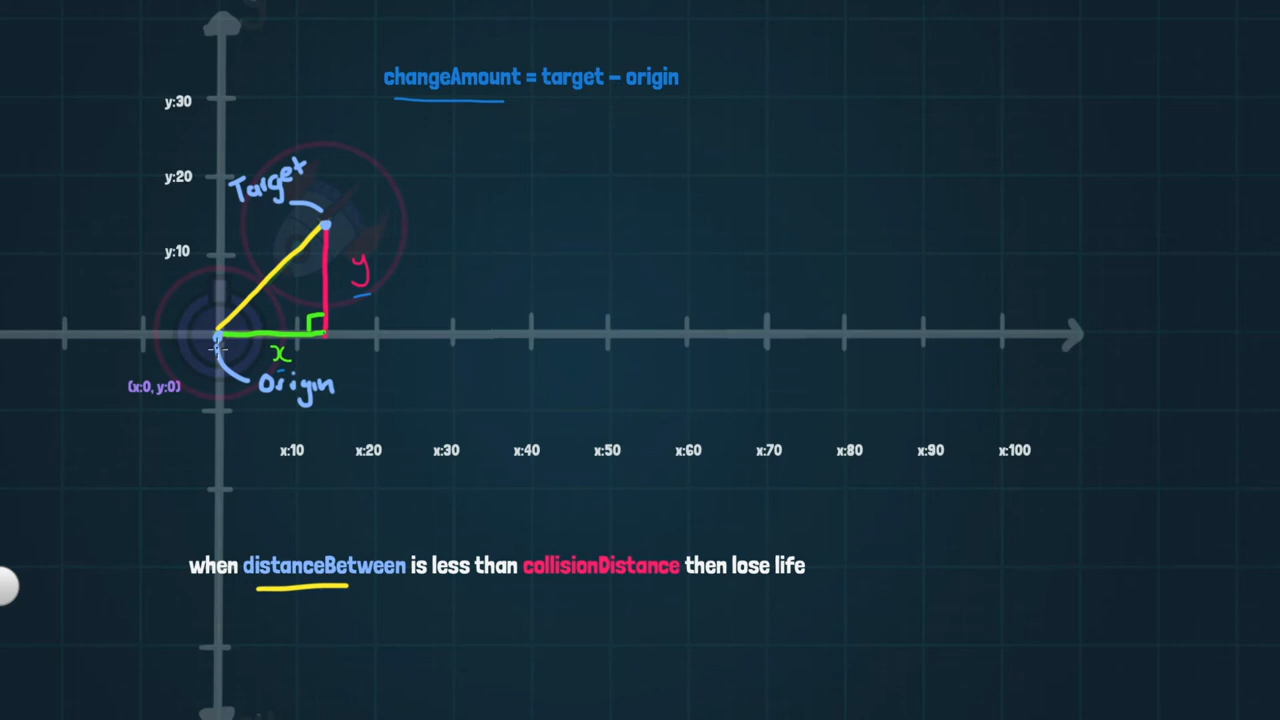 y
changeAmount = target - origin
y:30
y:20
Target
y:10
y
x
(x:0, y:0)
Origin
x:10 x:20 x:30 x:40 x:50 x:60 x:70 x:80 x:90 x:100
when distanceBetween is less than collisionDistance then lose life